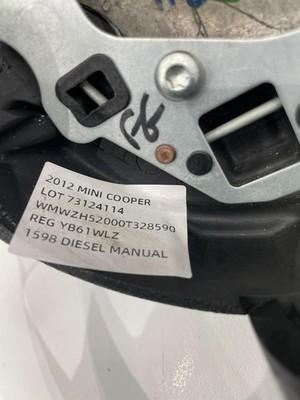 2012 MINI COOPER
LOT 73124114
WMWZH52000T328590
REG YB61WLZ
1598 DIESEL MANUAL